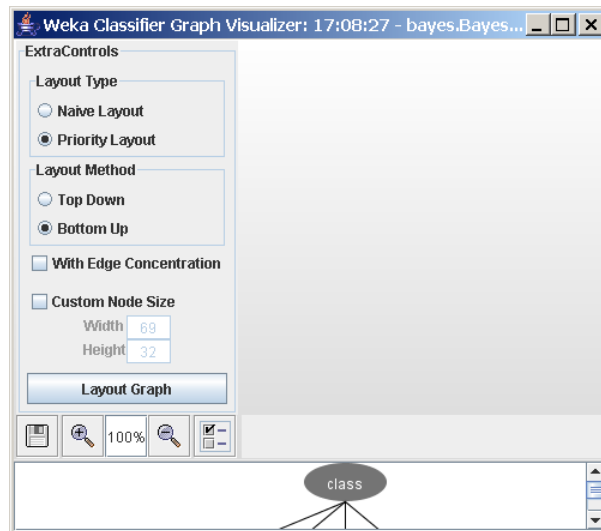 Weka Classifier Graph Visualizer: 17:08:27 - bayes.Bayes...
ExtraControls
Layout Type
Naive Layout
Priority Layout
Layout Method
Top Down
Bottom Up
With Edge Concentration
Custom Node Size
Width 69
Height 32
Layout Graph
100%
class